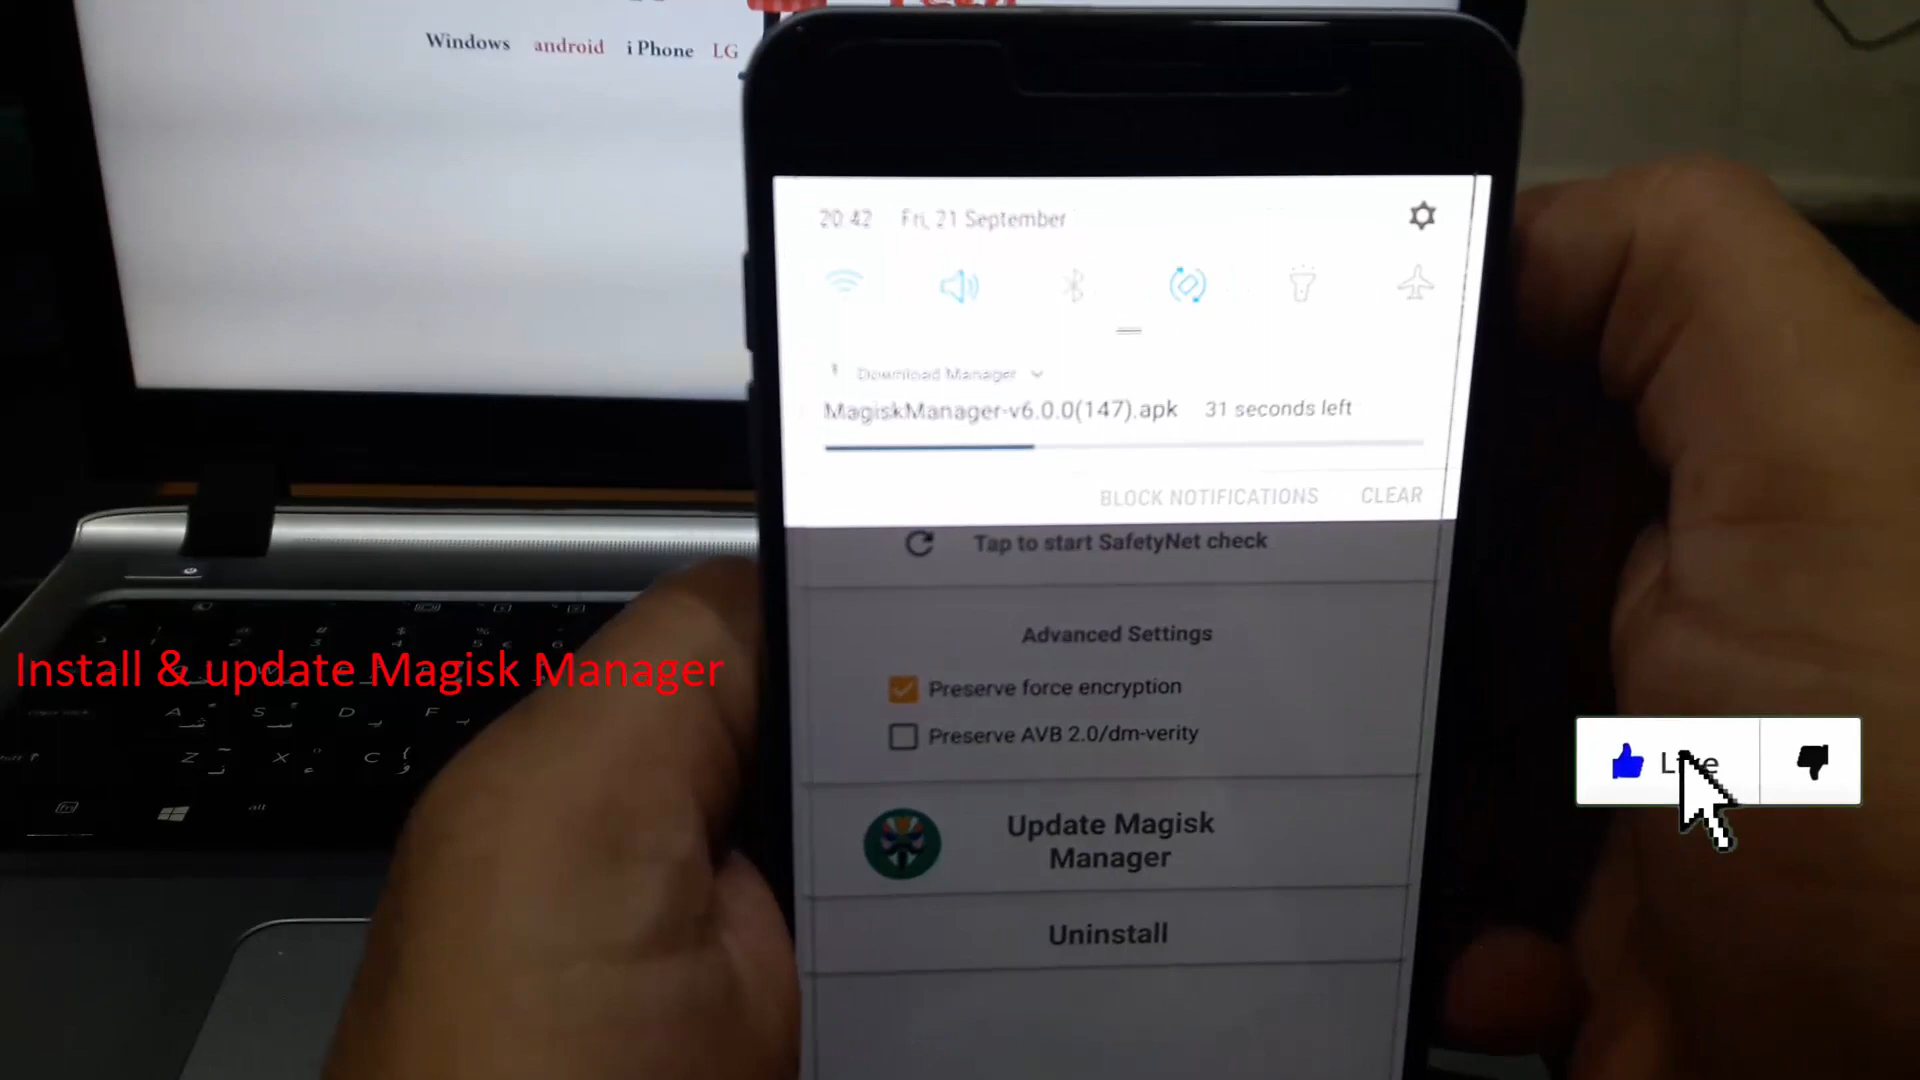 Windows android iPhone LG
20:42 Fri, 21 September
Download Manager
MagiskManager-v6.0.0(147).apk 31 seconds left
BLOCK NOTIFICATIONS CLEAR
Tap to start SafetyNet check
Advanced Settings
Preserve force encryption
Preserve AVB 2.0/dm-verity
Update Magisk
Manager
Uninstall
Install & update Magisk Manager
A S D F
Z X C
alt